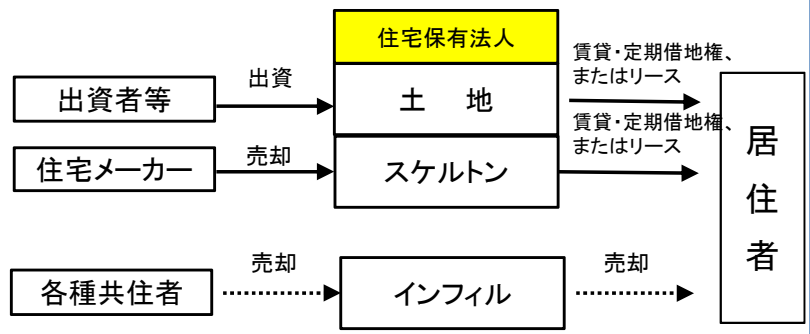 住宅保有法人
出資者等
出資
土 地
賃貸・定期借地権、
またはリース
住宅メーカー
売却
スケルトン
賃貸・定期借地権、
またはリース
各種共住者
売却
インフィル
売却
居住者